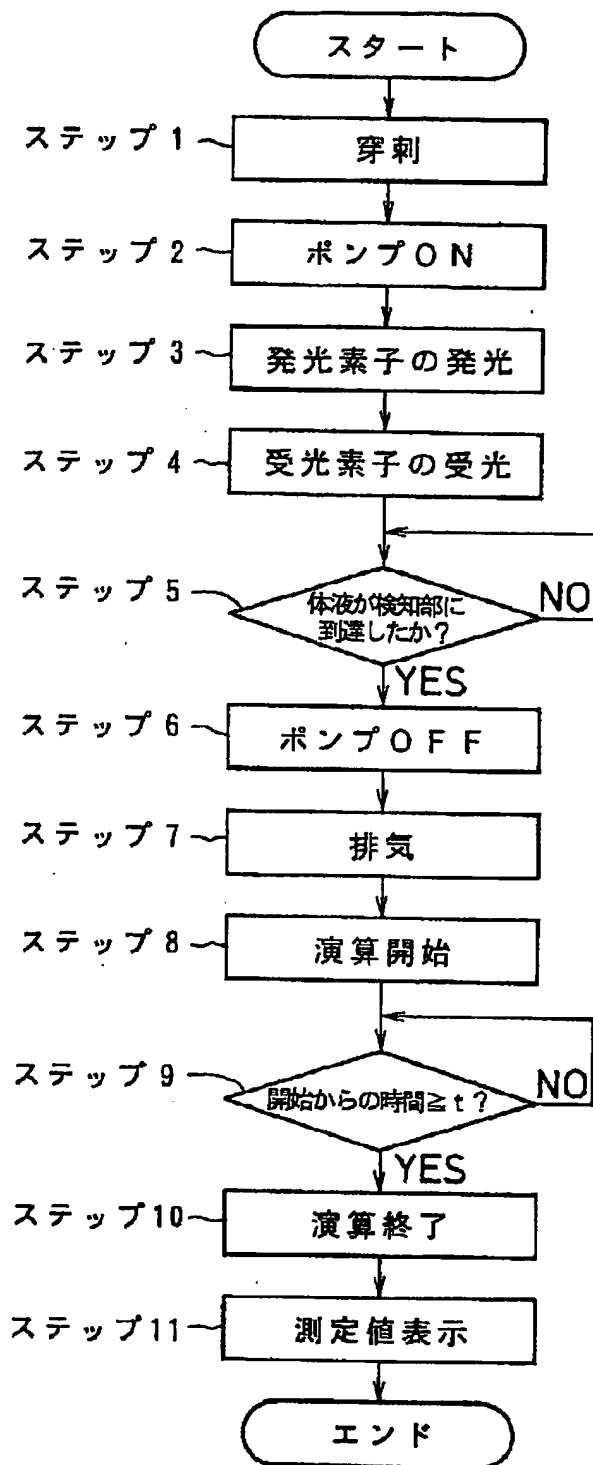 スタート
ステップ1
穿刺
ステップ2
ポンプON
ステップ3
発光素子の発光
ステップ4
受光素子の受光
ステップ5
体液が検知部に
到達したか?
NO
YES
ステップ6
ポンプOFF
ステップ7
排気
ステップ8
演算開始
ステップ9
開始からの時間≧t?
NO
YES
ステップ10
演算終了
ステップ11
測定値表示
エンド